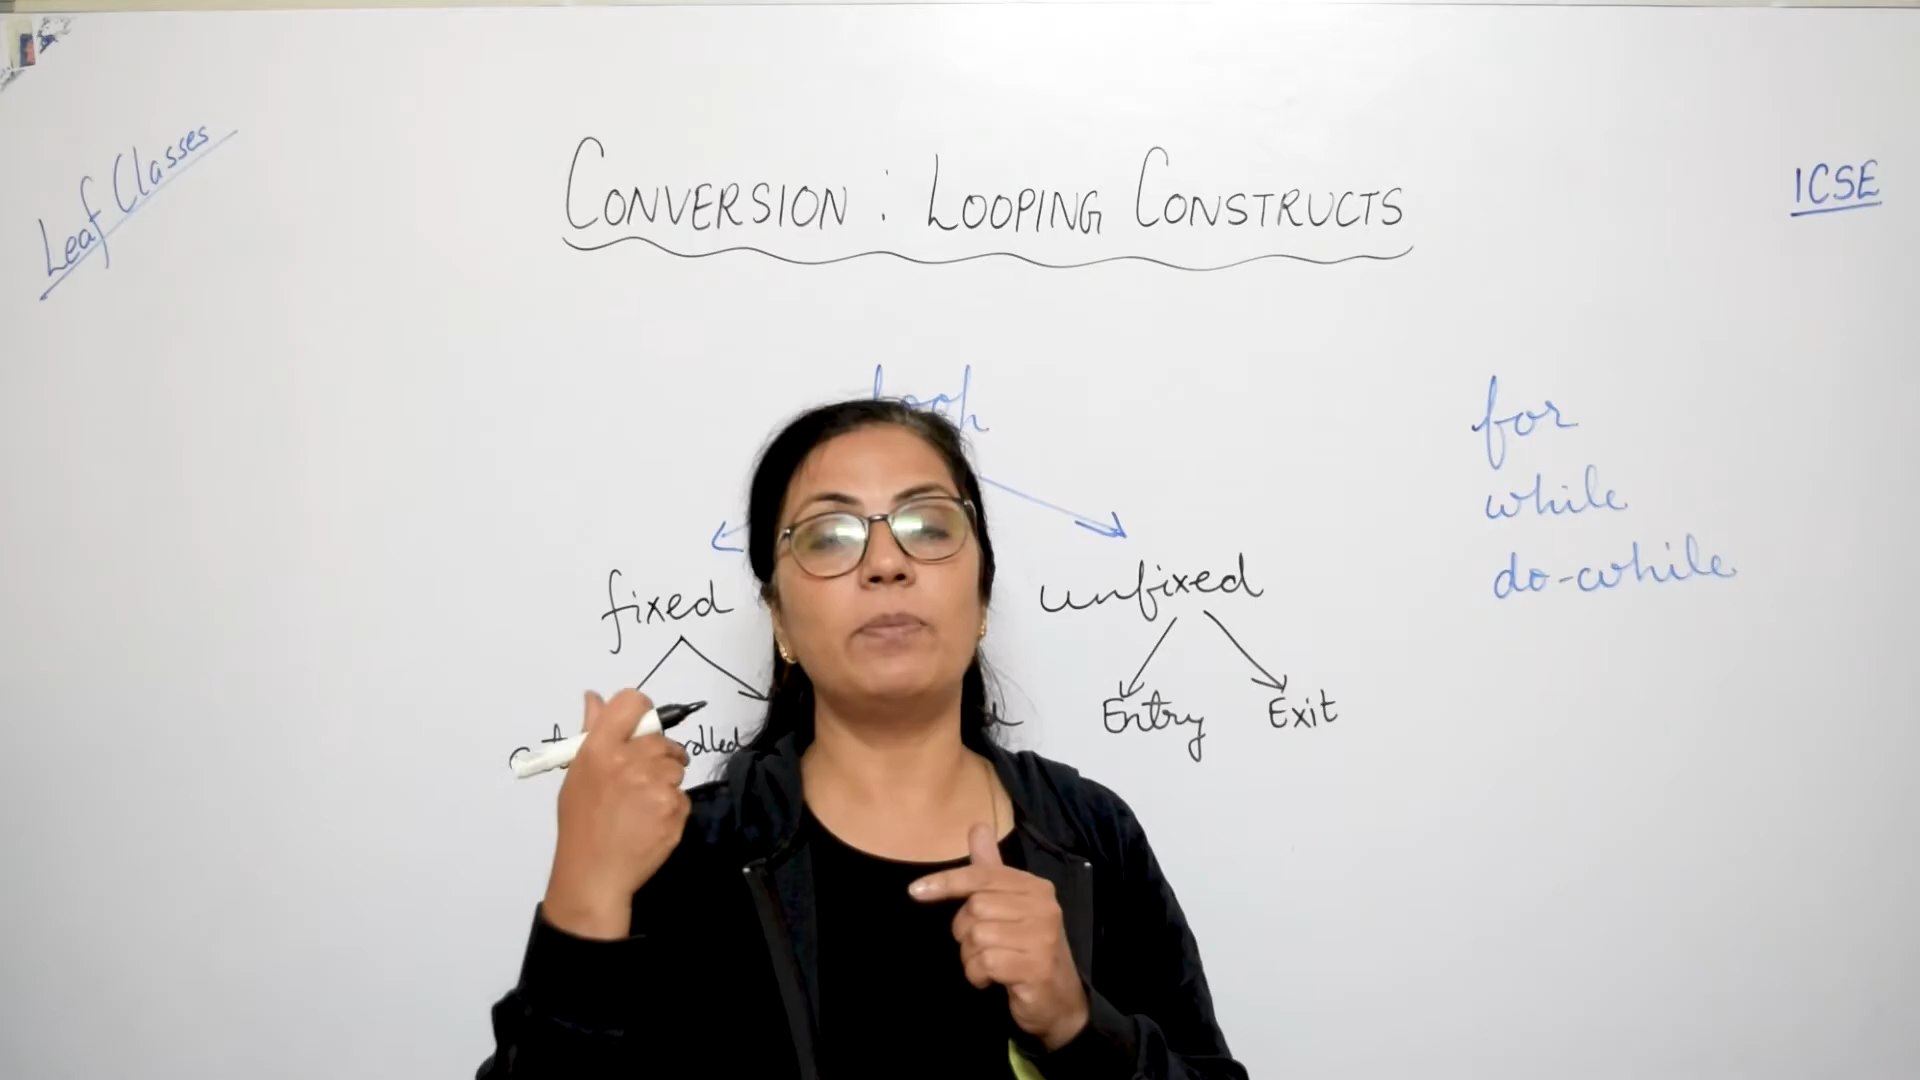 Leaf Classes
CONVERSION : LOOPING CONSTRUCTS
ICSE
for
while
do-while
fixed
unfixed
Entry
Exit